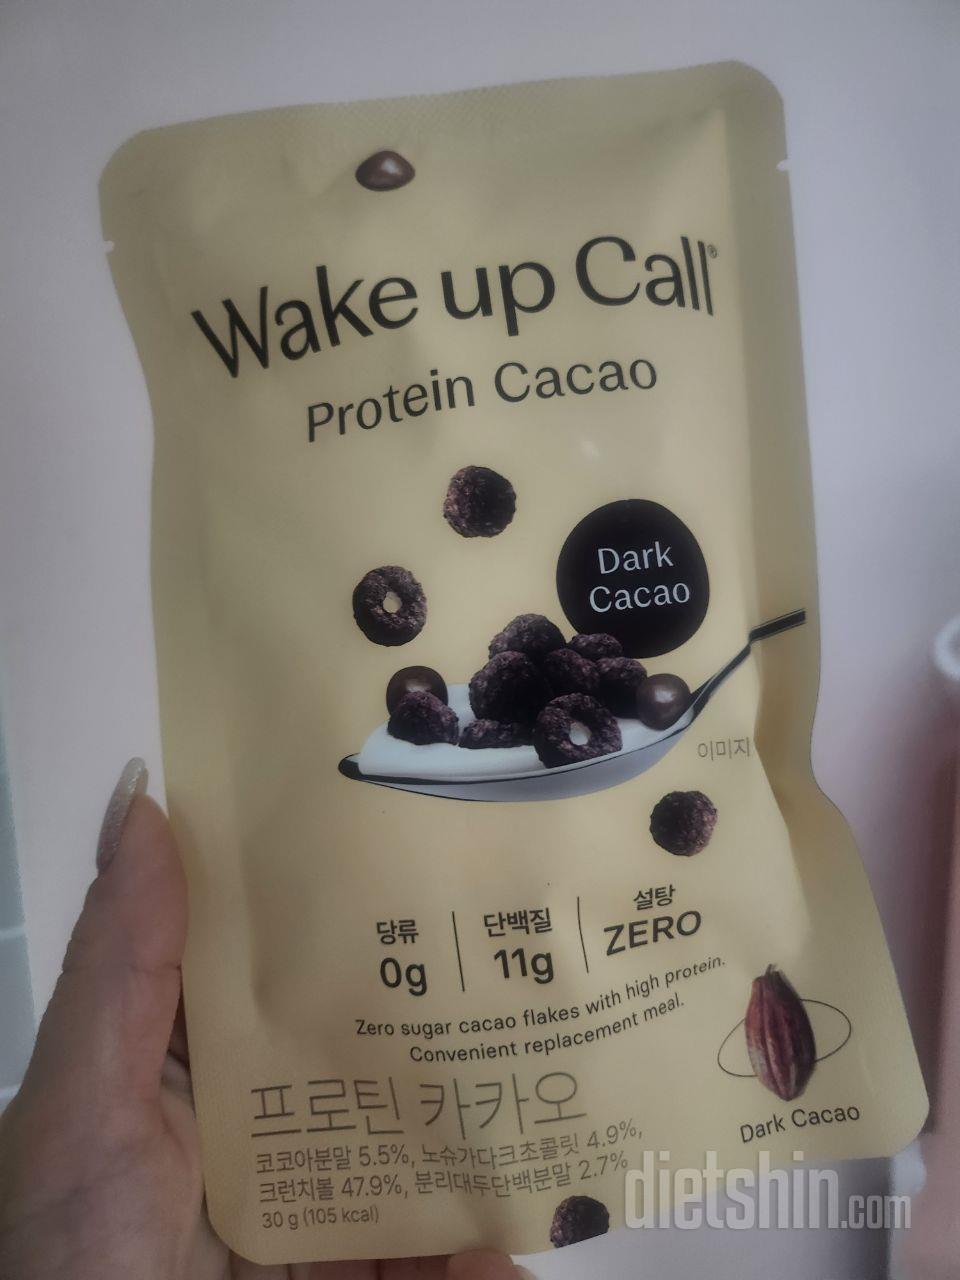 Wake up Call®
Protein Cacao
Dark
Cacao
이미지
당류
0g
단백질
11g
설탕
ZERO
Zero sugar cacao flakes with high protein.
Convenient replacement meal.
프로틴 카카오
코코아분말 5.5%, 노슈가다크초콜릿 4.9%,
크런치볼 47.9%, 분리대두단백분말 2.7%
30 g (105 kcal)
Dark Cacao
dietshin.com